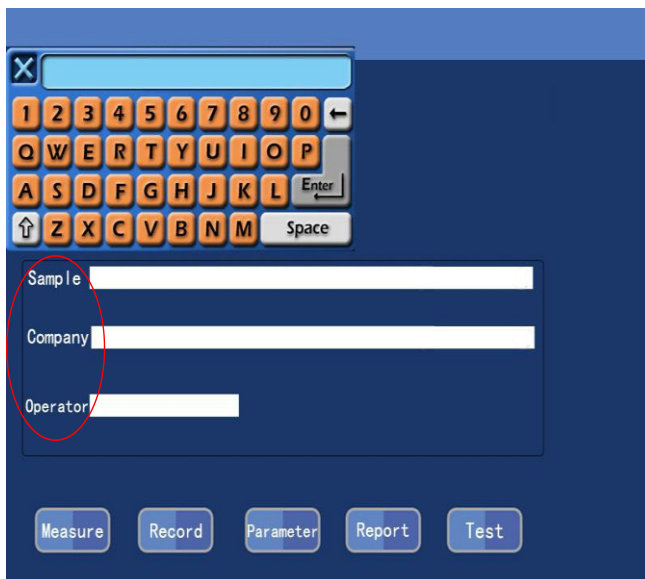 X
1 2 3 4 5 6 7 8 9 0 ←
Q W E R T Y U I O P
A S D F G H J K L Enter
⇧ Z X C V B N M Space
Sample
Company
Operator
Measure Record Parameter Report Test